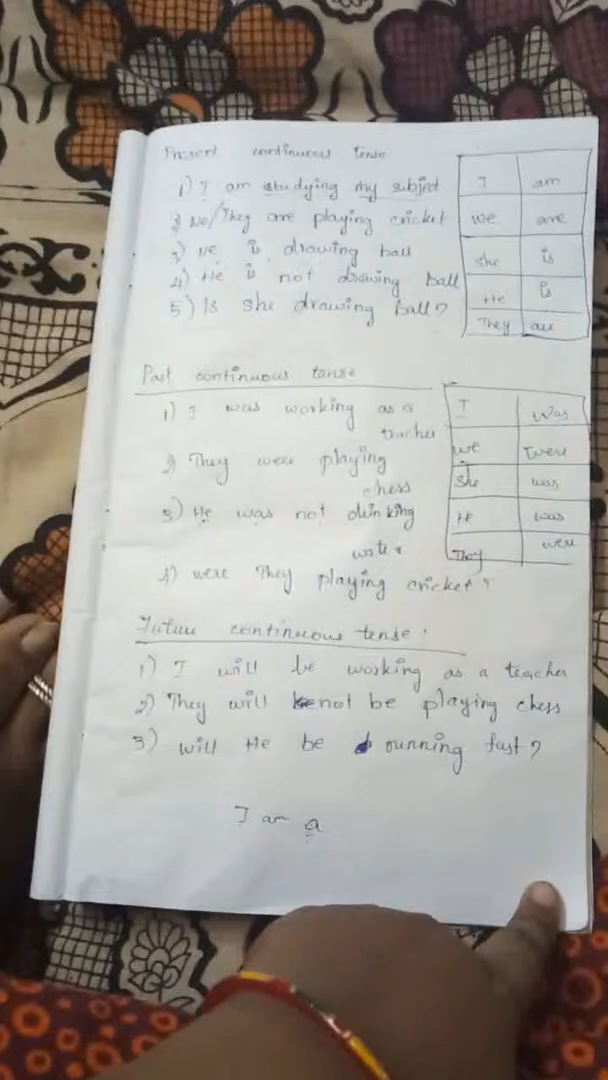 Present continuous tense
1) I am studying my subject
2) We/They are playing cricket
3) He is drawing ball
4) He is not drawing ball
5) Is she drawing ball?
I am
we are
she is
He is
They are
Past continuous tense
1) I was working as a
teacher
2) They were playing
chess
3) He was not dinking
water
4) were They playing cricket?
I was
we were
she was
He was
They were
Future continuous tense:
1) I will be working as a teacher
2) They will not be playing chess
3) will He be running fast?
I am a